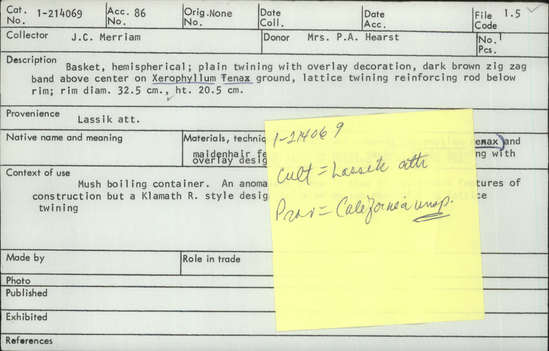 Cat. No. 1-214069 Acc. No. 86 Orig. No. None Date Coll. Date Acc. File Code 1.5
Collector J.C. Merriam Donor Mrs. P.A. Hearst No. Pcs. 1
Description Basket, hemispherical; plain twining with overlay decoration, dark brown zig zag
band above center on Xerophyllum Tenax ground, lattice twining reinforcing rod below
rim; rim diam. 32.5 cm., ht. 20.5 cm.
Provenience Lassik att.
Native name and meaning Materials, techniq
enax) and
maidenhair fe
ng with
overlay desig
Context of use
Mush boiling container. An anoma
eatures of
construction but a Klamath R. style desig
ice
twining
1-214069
Cult = Lassik attr
Prov = California unsp.
Made by Role in trade
Photo
Published
Exhibited
References